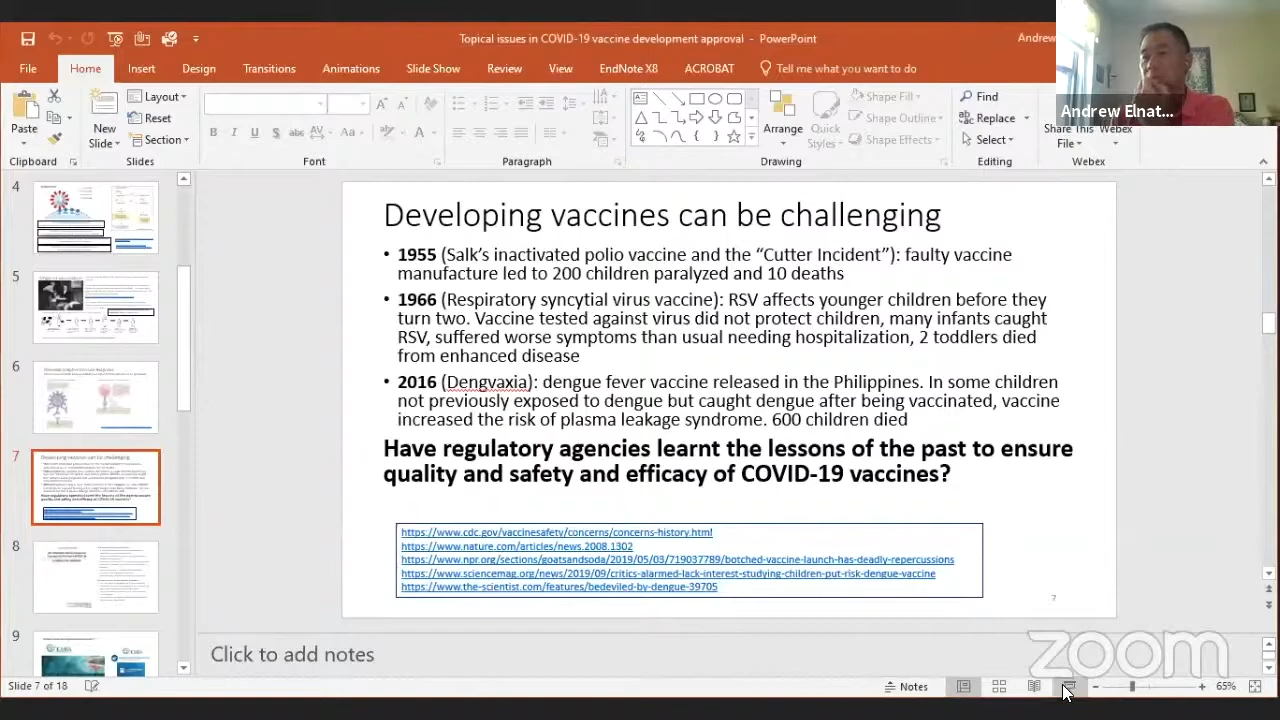 Topical issues in COVID-19 vaccine development approval - PowerPoint
Andrew
File Home Insert Design Transitions Animations Slide Show Review View EndNote X8 ACROBAT Tell me what you want to do
Andrew Elnat...
Paste
New
Slide
Layout
Reset
Section
Arrange
Quick
Styles
Shape Fill
Shape Outline
Shape Effects
Find
Replace
Select
Share This Webex
File
Clipboard Slides Font Paragraph Drawing Editing Webex
4
5
6
7
8
9
Developing vaccines can be challenging
• 1955 (Salk's inactivated polio vaccine and the “Cutter Incident”): faulty vaccine
manufacture led to 200 children paralyzed and 10 deaths
• 1966 (Respiratory syncytial virus vaccine): RSV affects younger children before they
turn two. Vaccine tested against virus did not protect children, many infants caught
RSV, suffered worse symptoms than usual needing hospitalization, 2 toddlers died
from enhanced disease
• 2016 (Dengvaxia): dengue fever vaccine released in the Philippines. In some children
not previously exposed to dengue but caught dengue after being vaccinated, vaccine
increased the risk of plasma leakage syndrome. 600 children died
Have regulatory agencies learnt the lessons of the past to ensure
quality and safety and efficacy of COVID-19 vaccines?
https://www.cdc.gov/vaccinesafety/concerns/concerns-history.html
https://www.nature.com/articles/news.2008.1302
https://www.npr.org/sections/goatsandsoda/2019/05/03/719037789/botched-vaccine-launch-has-deadly-repercussions
https://www.sciencemag.org/news/2019/09/critics-alarmed-lack-interest-studying-children-put-risk-dengue-vaccine
https://www.the-scientist.com/features/bedeviled-by-dengue-39705
7
Click to add notes
zoom
Slide 7 of 18
Notes
65%